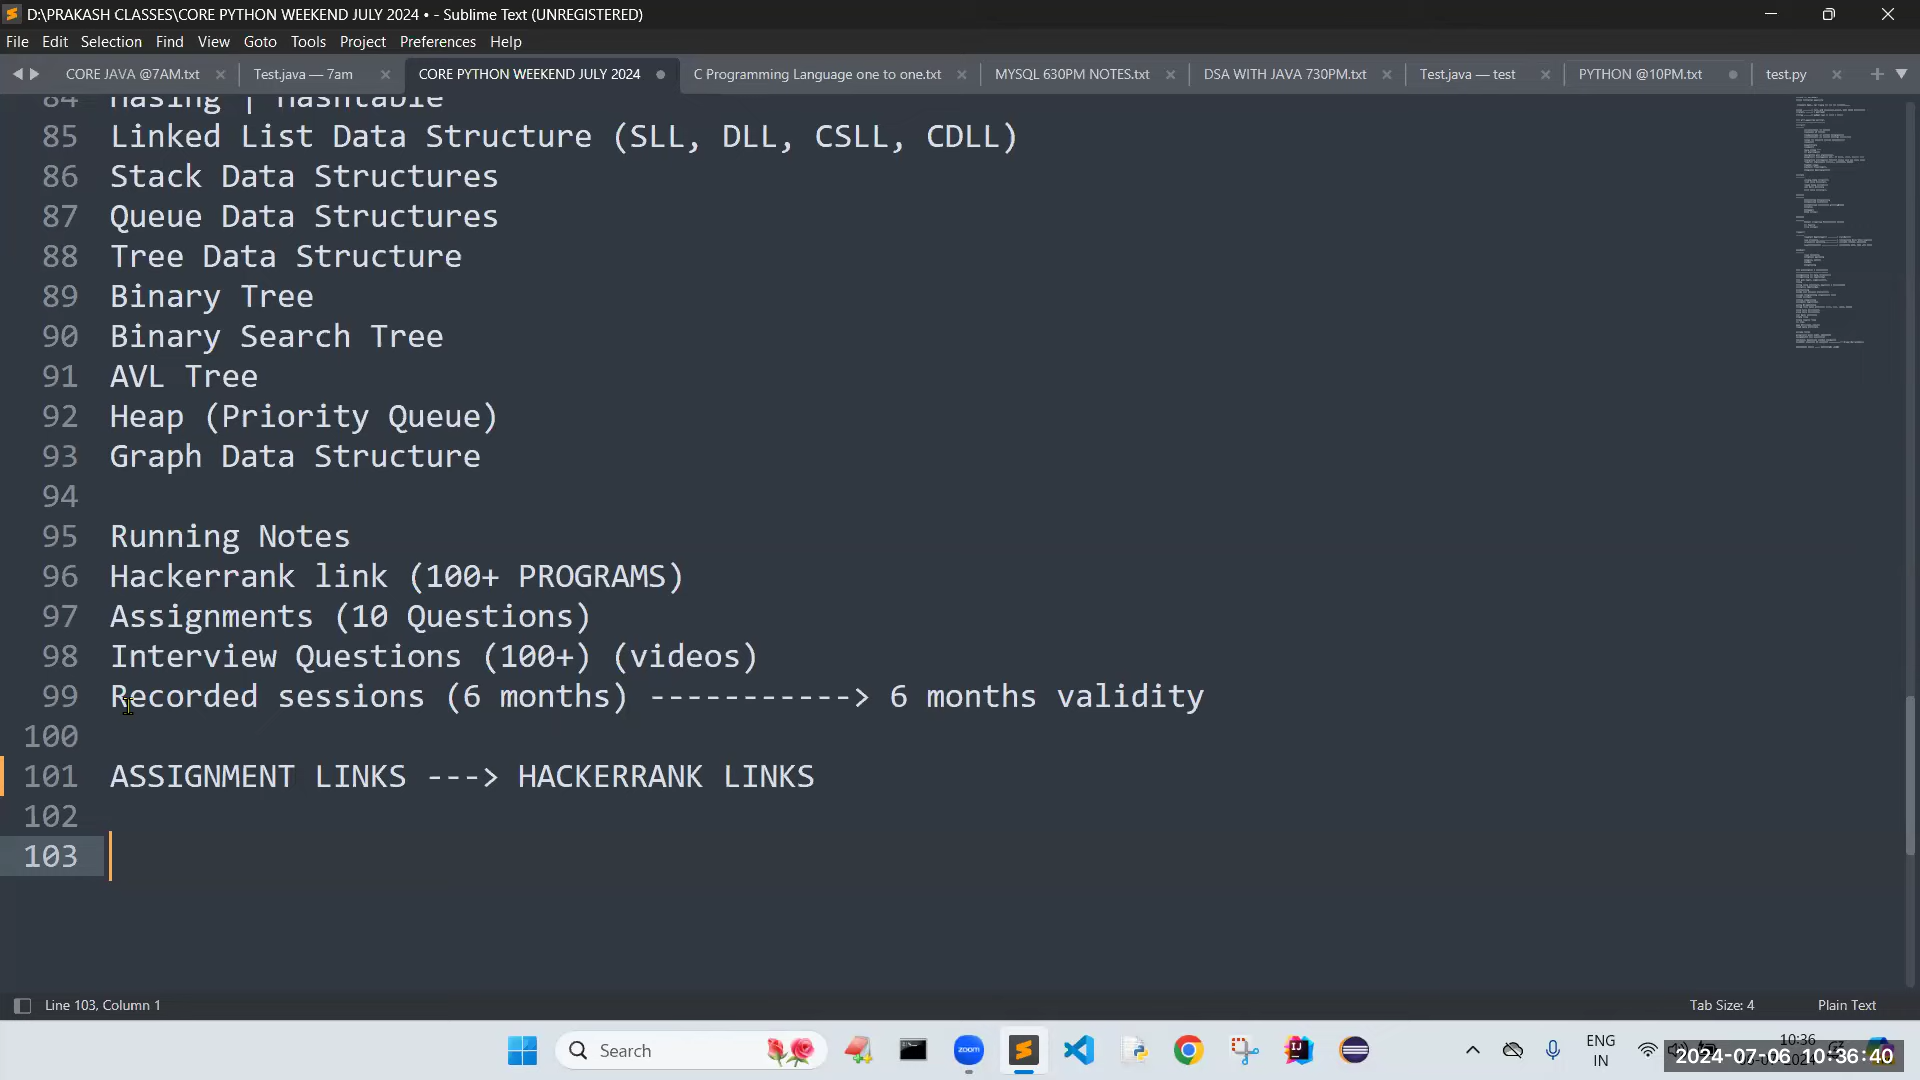 D:\PRAKASH CLASSES\CORE PYTHON WEEKEND JULY 2024 • - Sublime Text (UNREGISTERED)
File Edit Selection Find View Goto Tools Project Preferences Help
CORE JAVA @7AM.txt Test.java — 7am CORE PYTHON WEEKEND JULY 2024 C Programming Language one to one.txt MYSQL 630PM NOTES.txt DSA WITH JAVA 730PM.txt Test.java — test PYTHON @10PM.txt test.py
84 Hasing | Hashtable
85 Linked List Data Structure (SLL, DLL, CSLL, CDLL)
86 Stack Data Structures
87 Queue Data Structures
88 Tree Data Structure
89 Binary Tree
90 Binary Search Tree
91 AVL Tree
92 Heap (Priority Queue)
93 Graph Data Structure
94
95 Running Notes
96 Hackerrank link (100+ PROGRAMS)
97 Assignments (10 Questions)
98 Interview Questions (100+) (videos)
99 Recorded sessions (6 months) -----------> 6 months validity
100
101 ASSIGNMENT LINKS ---> HACKERRANK LINKS
102
103
Line 103, Column 1 Tab Size: 4 Plain Text
Search zoom ENG 10:36
IN 2024-07-06 10:36:40